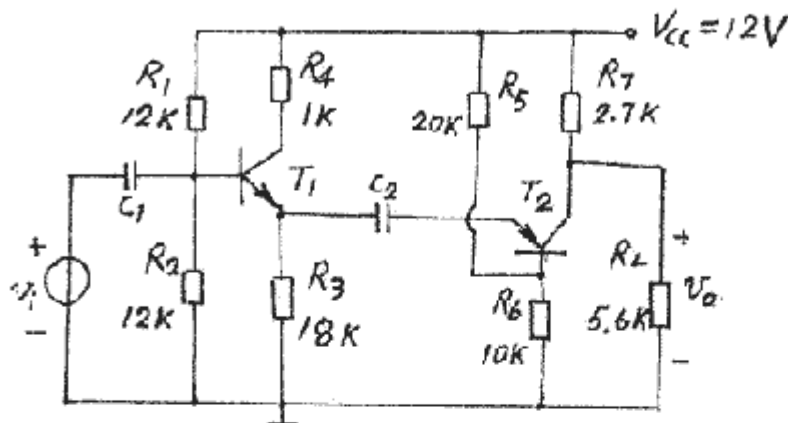 Vcc = 12V
R1
12K
R4
1K
R5
20K
R7
2.7K
C1
T1
C2
T2
+
-
R2
12K
R3
18K
R6
10K
RL
5.6K
+
vo
-